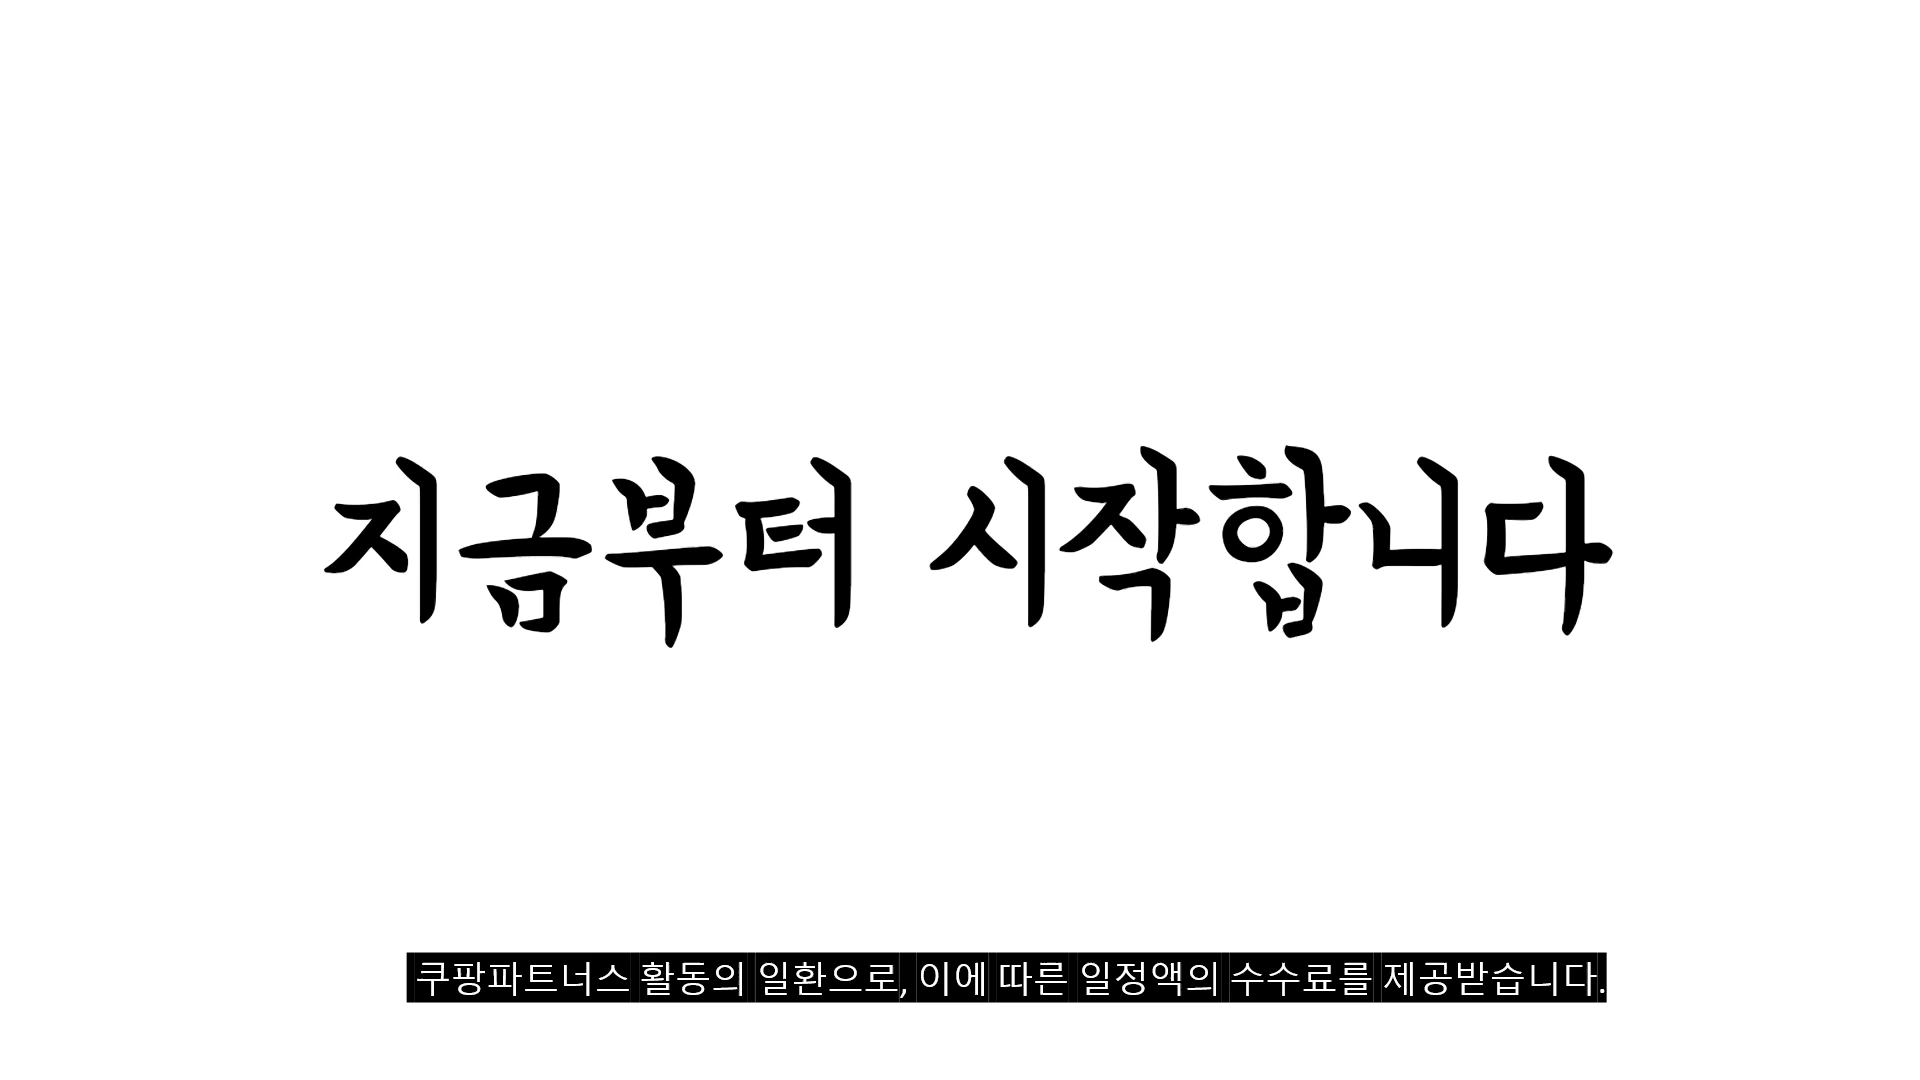 지금부터 시작합니다
쿠팡파트너스 활동의 일환으로, 이에 따른 일정액의 수수료를 제공받습니다.